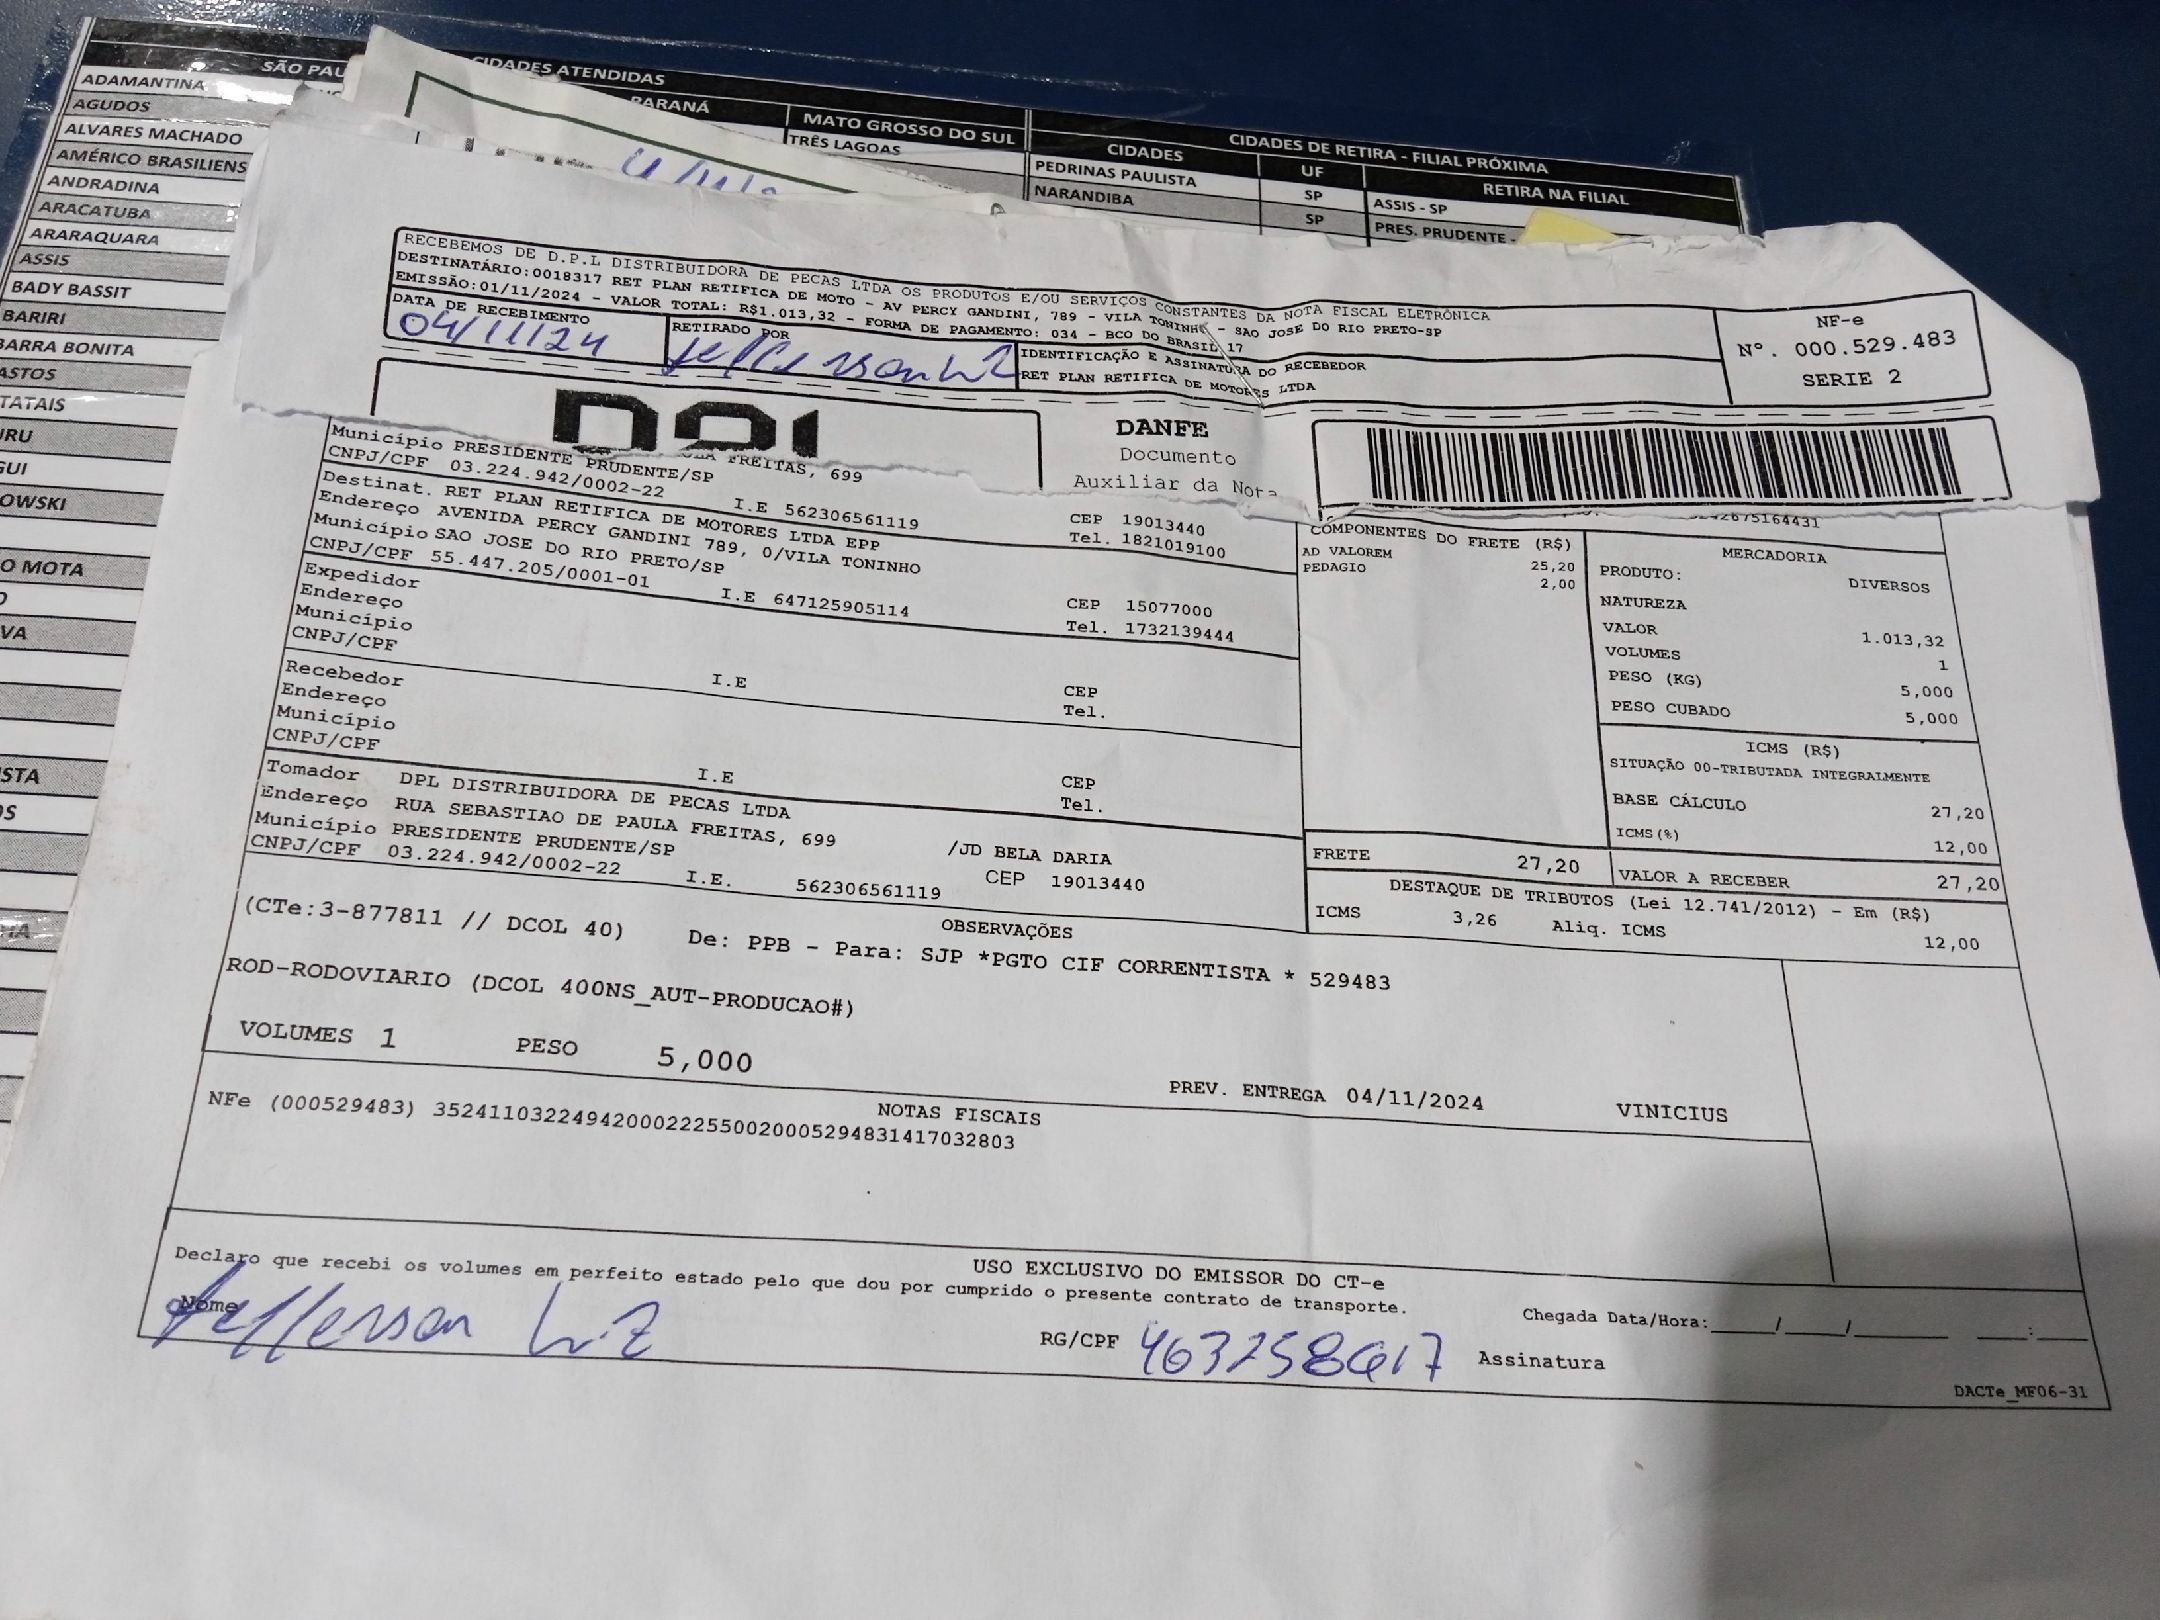 SÃO PAU
CIDADES ATENDIDAS
PARANÁ
MATO GROSSO DO SUL
TRÊS LAGOAS
CIDADES DE RETIRA - FILIAL PRÓXIMA
CIDADES UF RETIRA NA FILIAL
PEDRINAS PAULISTA SP ASSIS - SP
NARANDIBA SP PRES. PRUDENTE -
ADAMANTINA
AGUDOS
ALVARES MACHADO
AMÉRICO BRASILIENS
ANDRADINA
ARACATUBA
ARARAQUARA
ASSIS
BADY BASSIT
BARIRI
BARRA BONITA
ASTOS
TATAIS
URU
GUI
OWSKI
O MOTA
VA
STA
OS
RECEBEMOS DE D.P.L DISTRIBUIDORA DE PECAS LTDA OS PRODUTOS E/OU SERVIÇOS CONSTANTES DA NOTA FISCAL ELETRÔNICA
DESTINATÁRIO:0018317 RET PLAN RETIFICA DE MOTO - AV PERCY GANDINI, 789 - VILA TONINHO - SAO JOSE DO RIO PRETO-SP
EMISSÃO:01/11/2024 - VALOR TOTAL: R$1.013,32 - FORMA DE PAGAMENTO: 034 - BCO DO BRASIL 17
DATA DE RECEBIMENTO
04/11/24
RETIRADO POR
Jefferson
IDENTIFICAÇÃO E ASSINATURA DO RECEBEDOR
RET PLAN RETIFICA DE MOTORES LTDA
NF-e
Nº. 000.529.483
SERIE 2
DANFE
Documento
Auxiliar da Nota
FREITAS, 699
Município PRESIDENTE PRUDENTE/SP CEP 19013440
CNPJ/CPF 03.224.942/0002-22 I.E 562306561119 Tel. 1821019100
Destinat. RET PLAN RETIFICA DE MOTORES LTDA EPP
Endereço AVENIDA PERCY GANDINI 789, 0/VILA TONINHO
Município SAO JOSE DO RIO PRETO/SP CEP 15077000
CNPJ/CPF 55.447.205/0001-01 I.E 647125905114 Tel. 1732139444
Expedidor
Endereço
Município CEP
CNPJ/CPF I.E Tel.
Recebedor
Endereço
Município CEP
CNPJ/CPF I.E Tel.
Tomador DPL DISTRIBUIDORA DE PECAS LTDA
Endereço RUA SEBASTIAO DE PAULA FREITAS, 699 /JD BELA DARIA
Município PRESIDENTE PRUDENTE/SP CEP 19013440
CNPJ/CPF 03.224.942/0002-22 I.E. 562306561119
COMPONENTES DO FRETE (R$)
AD VALOREM 25,20
PEDAGIO 2,00
MERCADORIA
PRODUTO: DIVERSOS
NATUREZA
VALOR 1.013,32
VOLUMES 1
PESO (KG) 5,000
PESO CUBADO 5,000
ICMS (R$)
SITUAÇÃO 00-TRIBUTADA INTEGRALMENTE
BASE CÁLCULO 27,20
ICMS(%) 12,00
FRETE 27,20 VALOR A RECEBER 27,20
DESTAQUE DE TRIBUTOS (Lei 12.741/2012) - Em (R$)
ICMS 3,26 Aliq. ICMS 12,00
OBSERVAÇÕES
(CTe:3-877811 // DCOL 40) De: PPB - Para: SJP *PGTO CIF CORRENTISTA * 529483
ROD-RODOVIARIO (DCOL 400NS_AUT-PRODUCAO#)
VOLUMES 1 PESO 5,000 PREV. ENTREGA 04/11/2024 VINICIUS
NOTAS FISCAIS
NFe (000529483) 35241103224942000222550020005294831417032803
USO EXCLUSIVO DO EMISSOR DO CT-e
Declaro que recebi os volumes em perfeito estado pelo que dou por cumprido o presente contrato de transporte.
Nome Jefferson RG/CPF Assinatura
Chegada Data/Hora:____/____/______ ___:___
DACTe_MF06-31